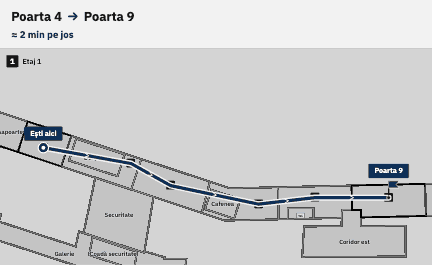 Poarta 4 → Poarta 9
≈ 2 min pe jos
1 Etaj 1
Ești aici
Poarta 9
Cafenea
Securitate
Coridor est
Galerie
(Coadă securitate)